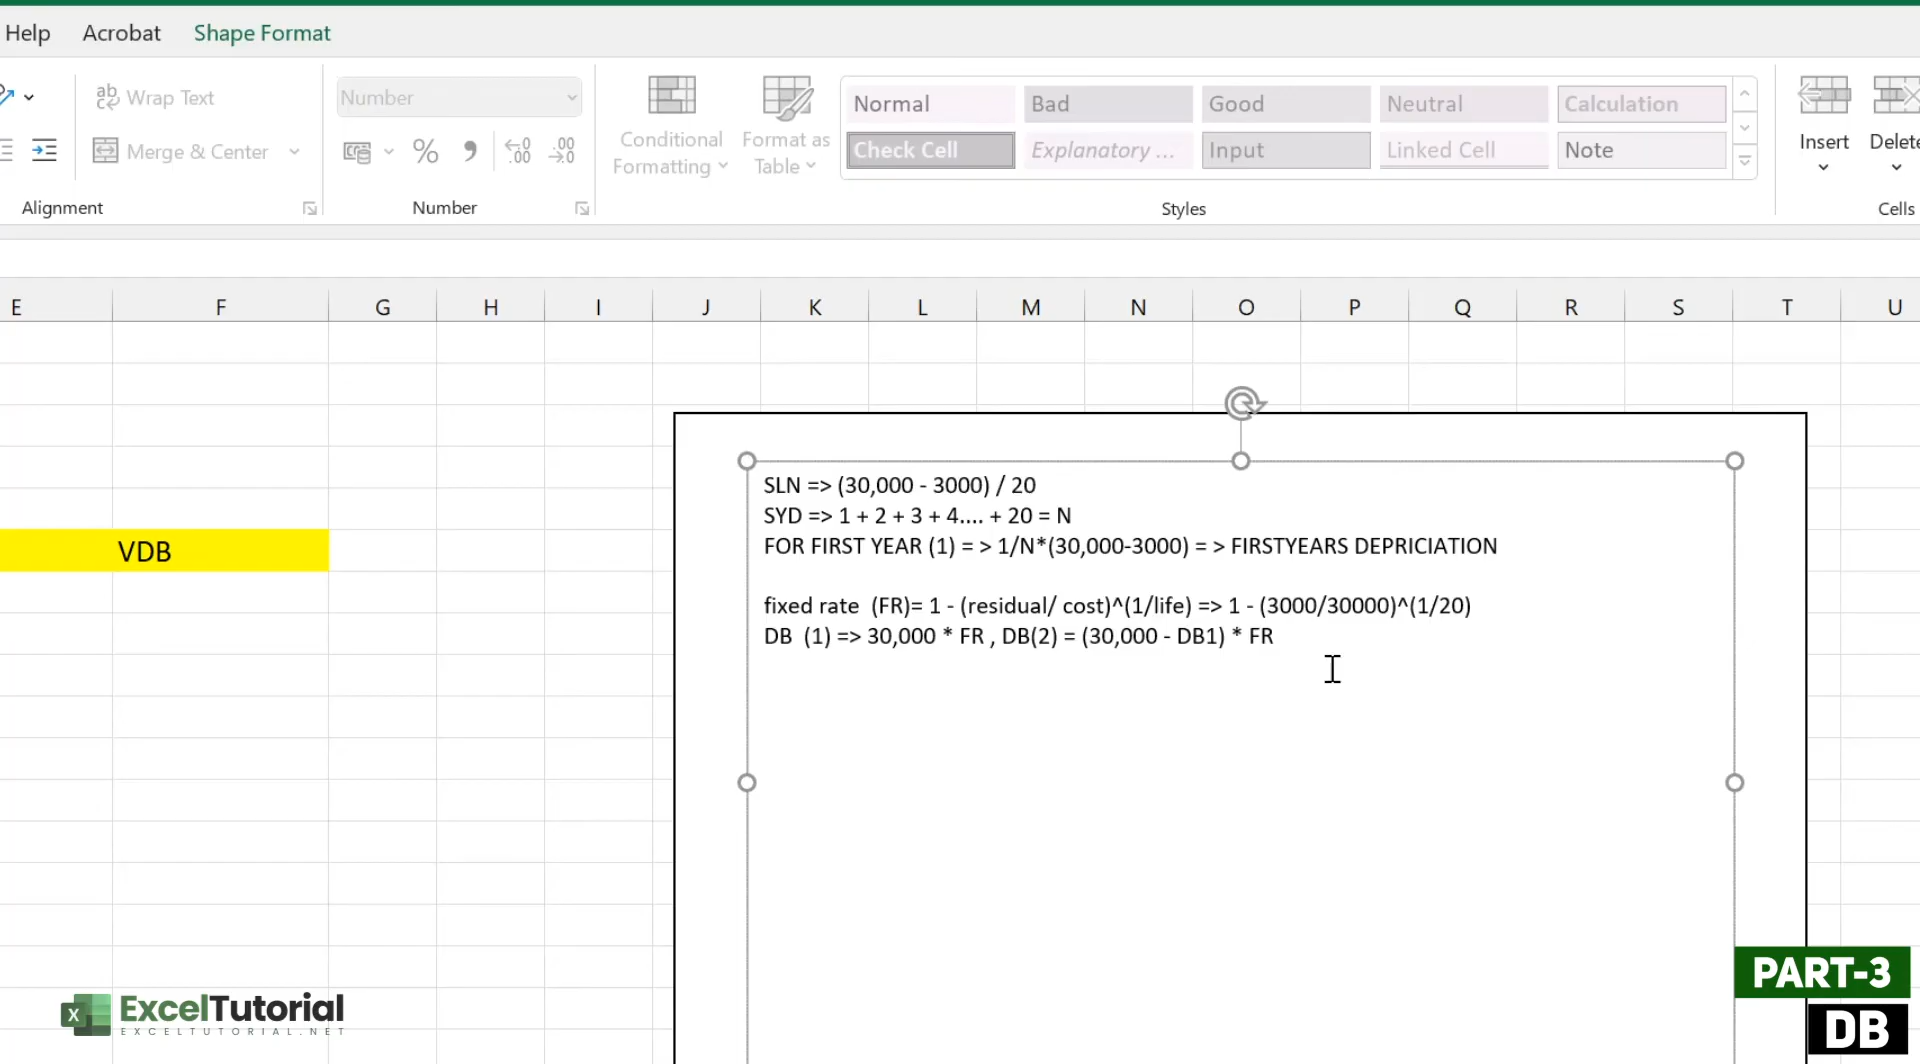 Help Acrobat Shape Format
ab Wrap Text
Number
Conditional Formatting
Format as Table
Normal Bad Good Neutral Calculation
Insert Delete
Merge & Center
% .00 .00
Check Cell Explanatory ... Input Linked Cell Note
Alignment Number Styles Cells
E F G H I J K L M N O P Q R S T U
SLN => (30,000 - 3000) / 20
SYD => 1 + 2 + 3 + 4.... + 20 = N
FOR FIRST YEAR (1) = > 1/N*(30,000-3000) = > FIRSTYEARS DEPRICIATION
VDB
fixed rate  (FR)= 1 - (residual/ cost)^(1/life) => 1 - (3000/30000)^(1/20)
DB  (1) => 30,000 * FR , DB(2) = (30,000 - DB1) * FR
PART-3
X ExcelTutorial
EXCELTUTORIAL.NET
DB